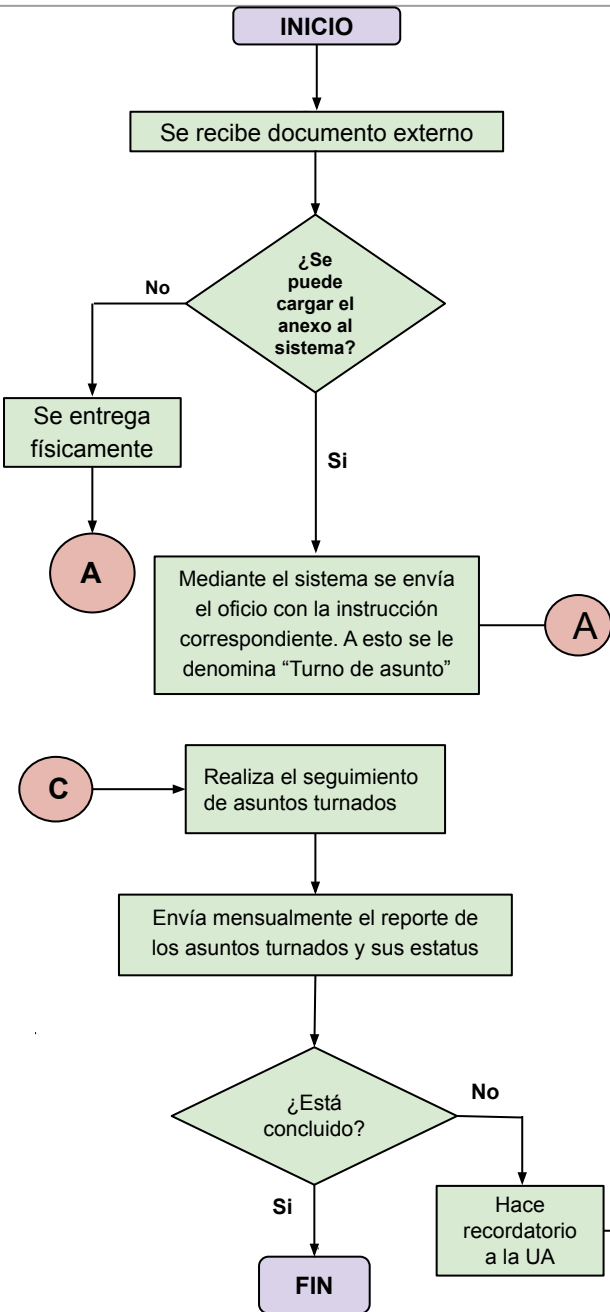 INICIO
Se recibe documento externo
¿Se
puede
cargar el
anexo al
sistema?
No
Se entrega
físicamente
Si
A
Mediante el sistema se envía
el oficio con la instrucción
correspondiente. A esto se le
denomina “Turno de asunto”
A
C
Realiza el seguimiento
de asuntos turnados
Envía mensualmente el reporte de
los asuntos turnados y sus estatus
¿Está
concluido?
No
Si
Hace
recordatorio
a la UA
FIN